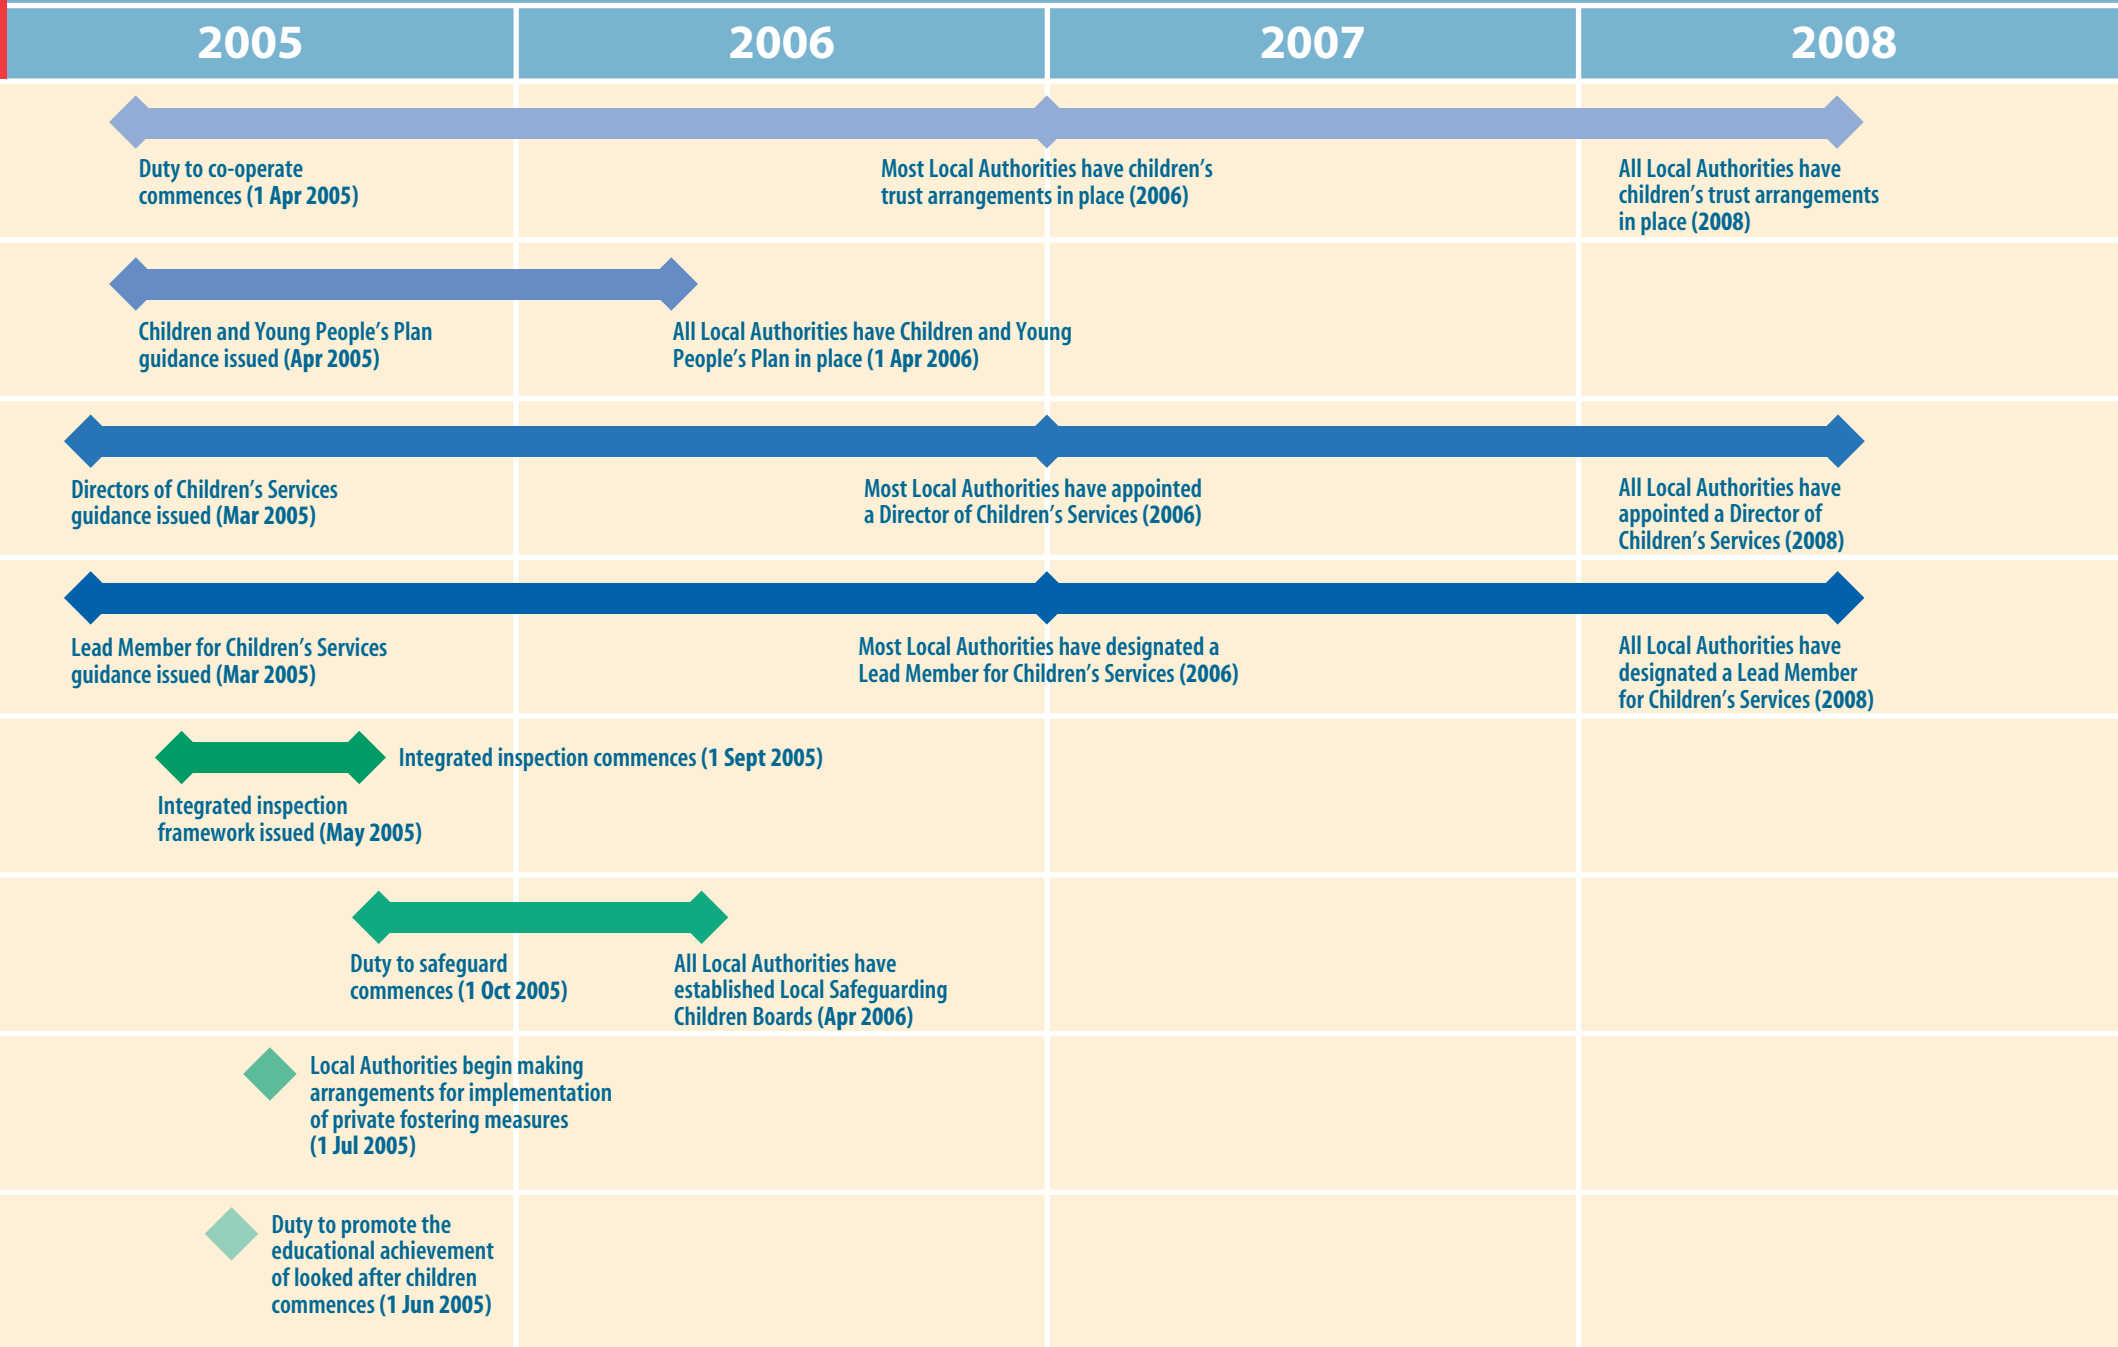 2005
2006
2007
2008
Duty to co-operate
commences (1 Apr 2005)
Most Local Authorities have children’s
trust arrangements in place (2006)
All Local Authorities have
children’s trust arrangements
in place (2008)
Children and Young People’s Plan
guidance issued (Apr 2005)
All Local Authorities have Children and Young
People’s Plan in place (1 Apr 2006)
Directors of Children’s Services
guidance issued (Mar 2005)
Most Local Authorities have appointed
a Director of Children’s Services (2006)
All Local Authorities have
appointed a Director of
Children’s Services (2008)
Lead Member for Children’s Services
guidance issued (Mar 2005)
Most Local Authorities have designated a
Lead Member for Children’s Services (2006)
All Local Authorities have
designated a Lead Member
for Children’s Services (2008)
Integrated inspection commences (1 Sept 2005)
Integrated inspection
framework issued (May 2005)
Duty to safeguard
commences (1 Oct 2005)
All Local Authorities have
established Local Safeguarding
Children Boards (Apr 2006)
Local Authorities begin making
arrangements for implementation
of private fostering measures
(1 Jul 2005)
Duty to promote the
educational achievement
of looked after children
commences (1 Jun 2005)